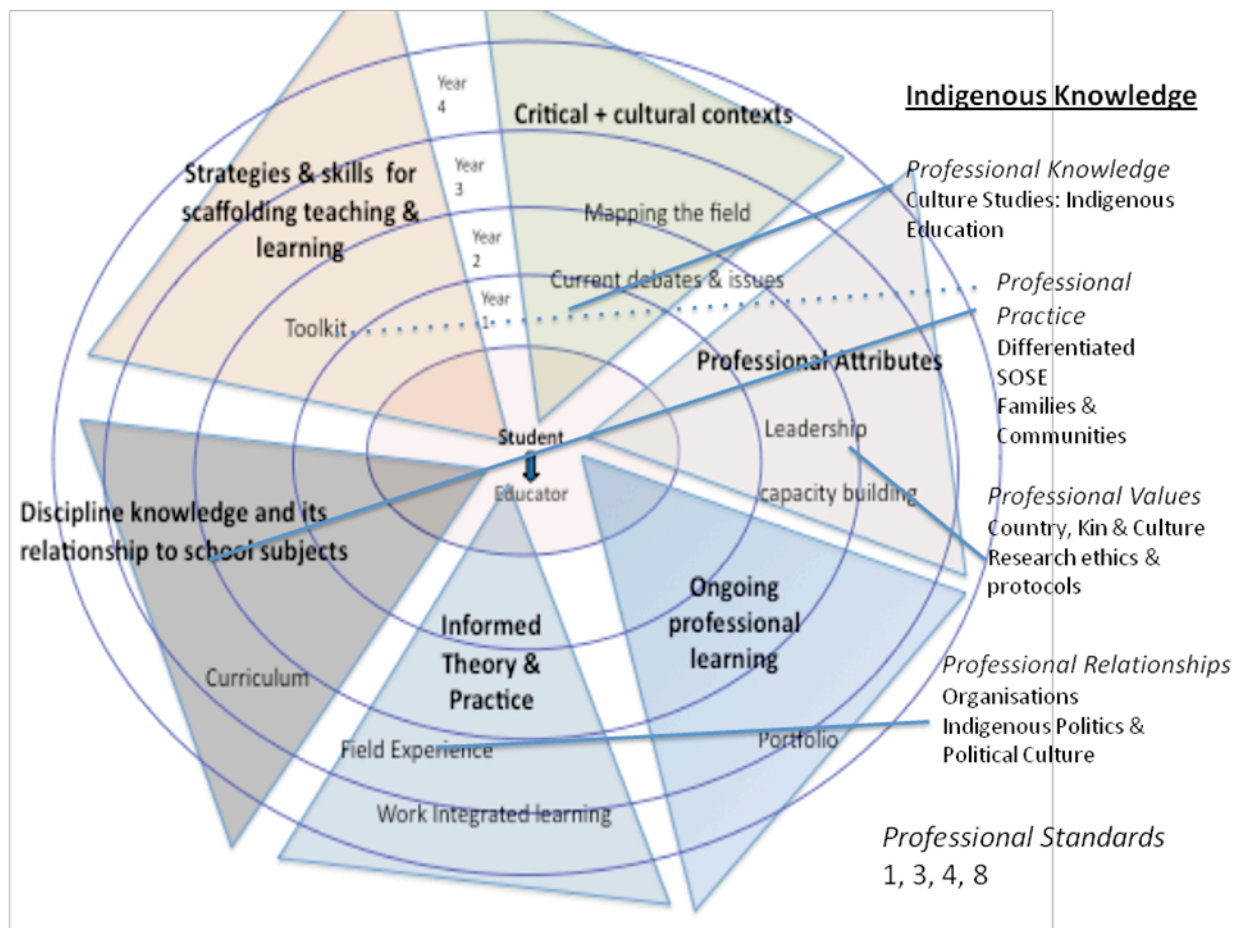 Year
4
Year
3
Year
2
Year
1
Critical + cultural contexts
Mapping the field
Current debates & issues
Strategies & skills for
scaffolding teaching &
learning
Toolkit
Professional Attributes
Leadership
capacity building
Student
Educator
Discipline knowledge and its
relationship to school subjects
Curriculum
Informed
Theory &
Practice
Field Experience
Work Integrated learning
Ongoing
professional
learning
Portfolio
Indigenous Knowledge
Professional Knowledge
Culture Studies: Indigenous
Education
Professional
Practice
Differentiated
SOSE
Families &
Communities
Professional Values
Country, Kin & Culture
Research ethics &
protocols
Professional Relationships
Organisations
Indigenous Politics &
Political Culture
Professional Standards
1, 3, 4, 8